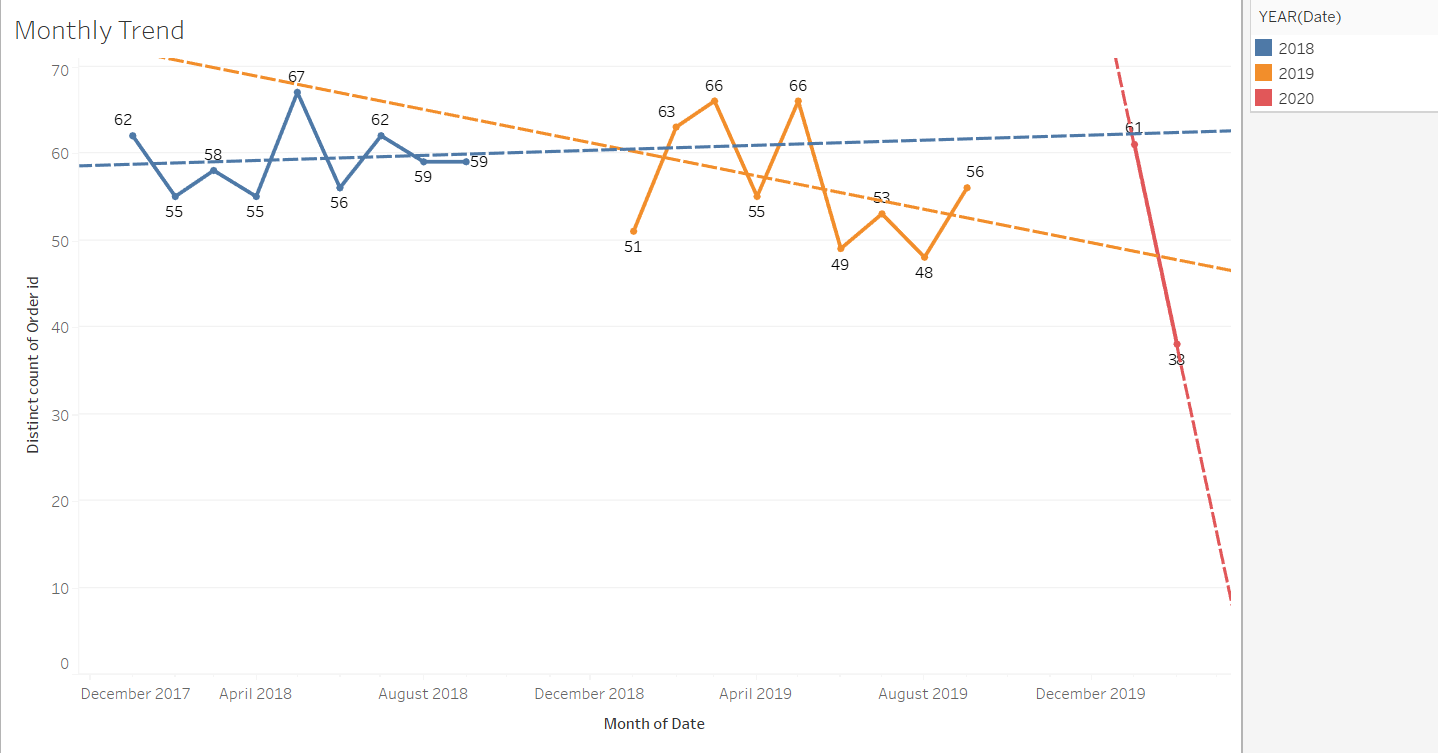 Monthly Trend
YEAR(Date)
2018
2019
2020
70
60
50
40
30
20
10
0
Distinct count of Order id
62
55
58
55
67
56
62
59
59
51
63
66
55
66
49
53
48
56
61
38
December 2017
April 2018
August 2018
December 2018
April 2019
August 2019
December 2019
Month of Date